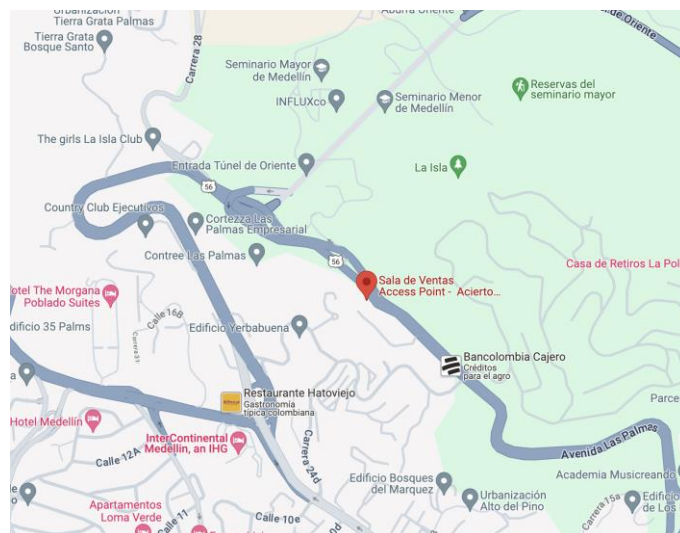 Urbanización
Tierra Grata Palmas
Tierra Grata
Bosque Santo
Carrera 28
Aburrá Oriente
de Oriente
Seminario Mayor
de Medellín
INFLUXco
Seminario Menor
de Medellín
Reservas del
seminario mayor
The girls La Isla Club
Entrada Túnel de Oriente
La Isla
56
Country Club Ejecutivos
Cortezza Las
Palmas Empresarial
Contree Las Palmas
56
Casa de Retiros La Pol
Sala de Ventas
Access Point - Acierto...
otel The Morgana
Poblado Suites
Calle 16B
Edificio Yerbabuena
dificio 35 Palms
Carrera 31
Bancolombia Cajero
Créditos
para el agro
Restaurante Hatoviejo
Gastronomía
típica colombiana
Parce
Hotel Medellín
InterContinental
Medellín, an IHG
Avenida Las Palmas
Calle 12A
Carrera 24d
Edificio Bosques
del Marquez
Academia Musicreando
Apartamentos
Loma Verde
Calle 11
Calle 10e
Urbanización
Alto del Pino
Carrera 15a
Edificio
de Los